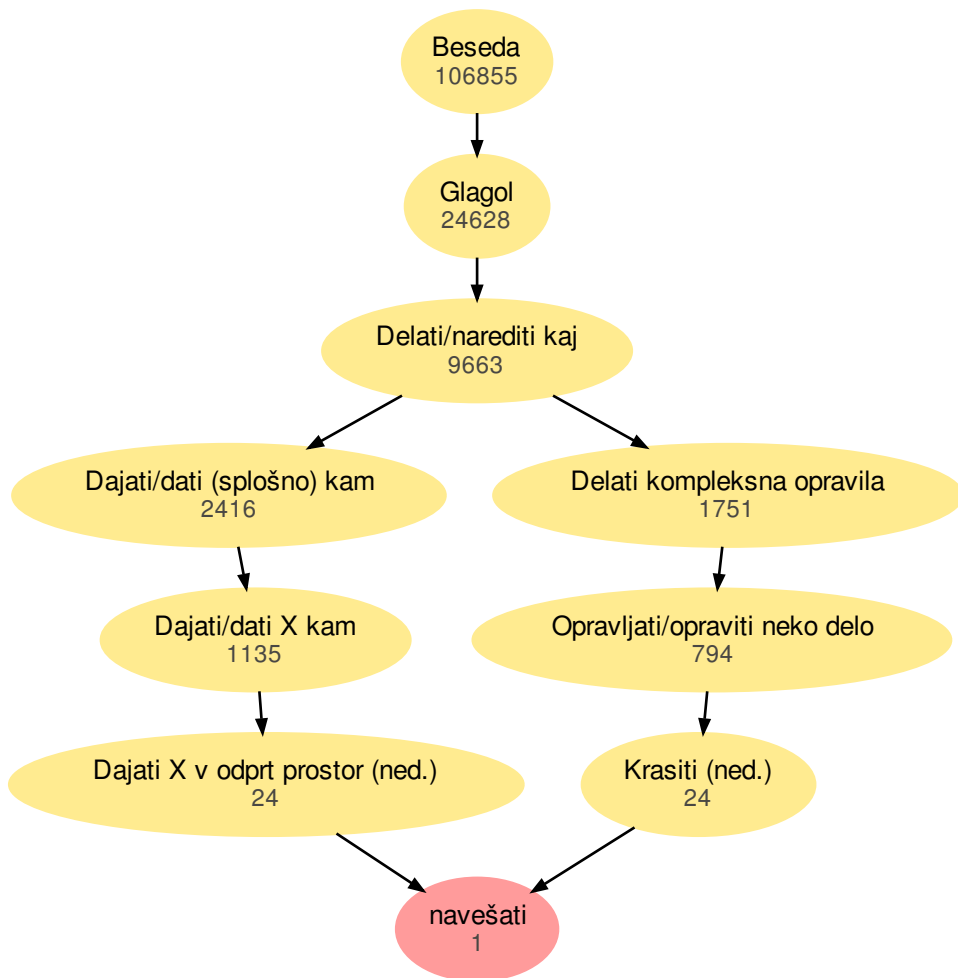 Beseda
106855
Glagol
24628
Delati/narediti kaj
9663
Dajati/dati (splošno) kam
2416
Delati kompleksna opravila
1751
Dajati/dati X kam
1135
Opravljati/opraviti neko delo
794
Dajati X v odprt prostor (ned.)
24
Krasiti (ned.)
24
navešati
1